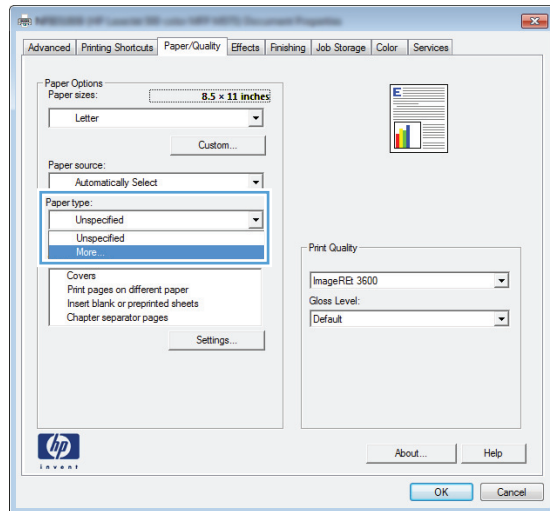 Advanced Printing Shortcuts Paper/Quality Effects Finishing Job Storage Color Services
Paper Options
Paper sizes: 8.5 × 11 inches
Letter
Custom...
Paper source:
Automatically Select
Paper type:
Unspecified
Unspecified
More...
Covers
Print pages on different paper
Insert blank or preprinted sheets
Chapter separator pages
Settings...
E
Print Quality
ImageREt 3600
Gloss Level:
Default
hp
invent
About... Help
OK Cancel